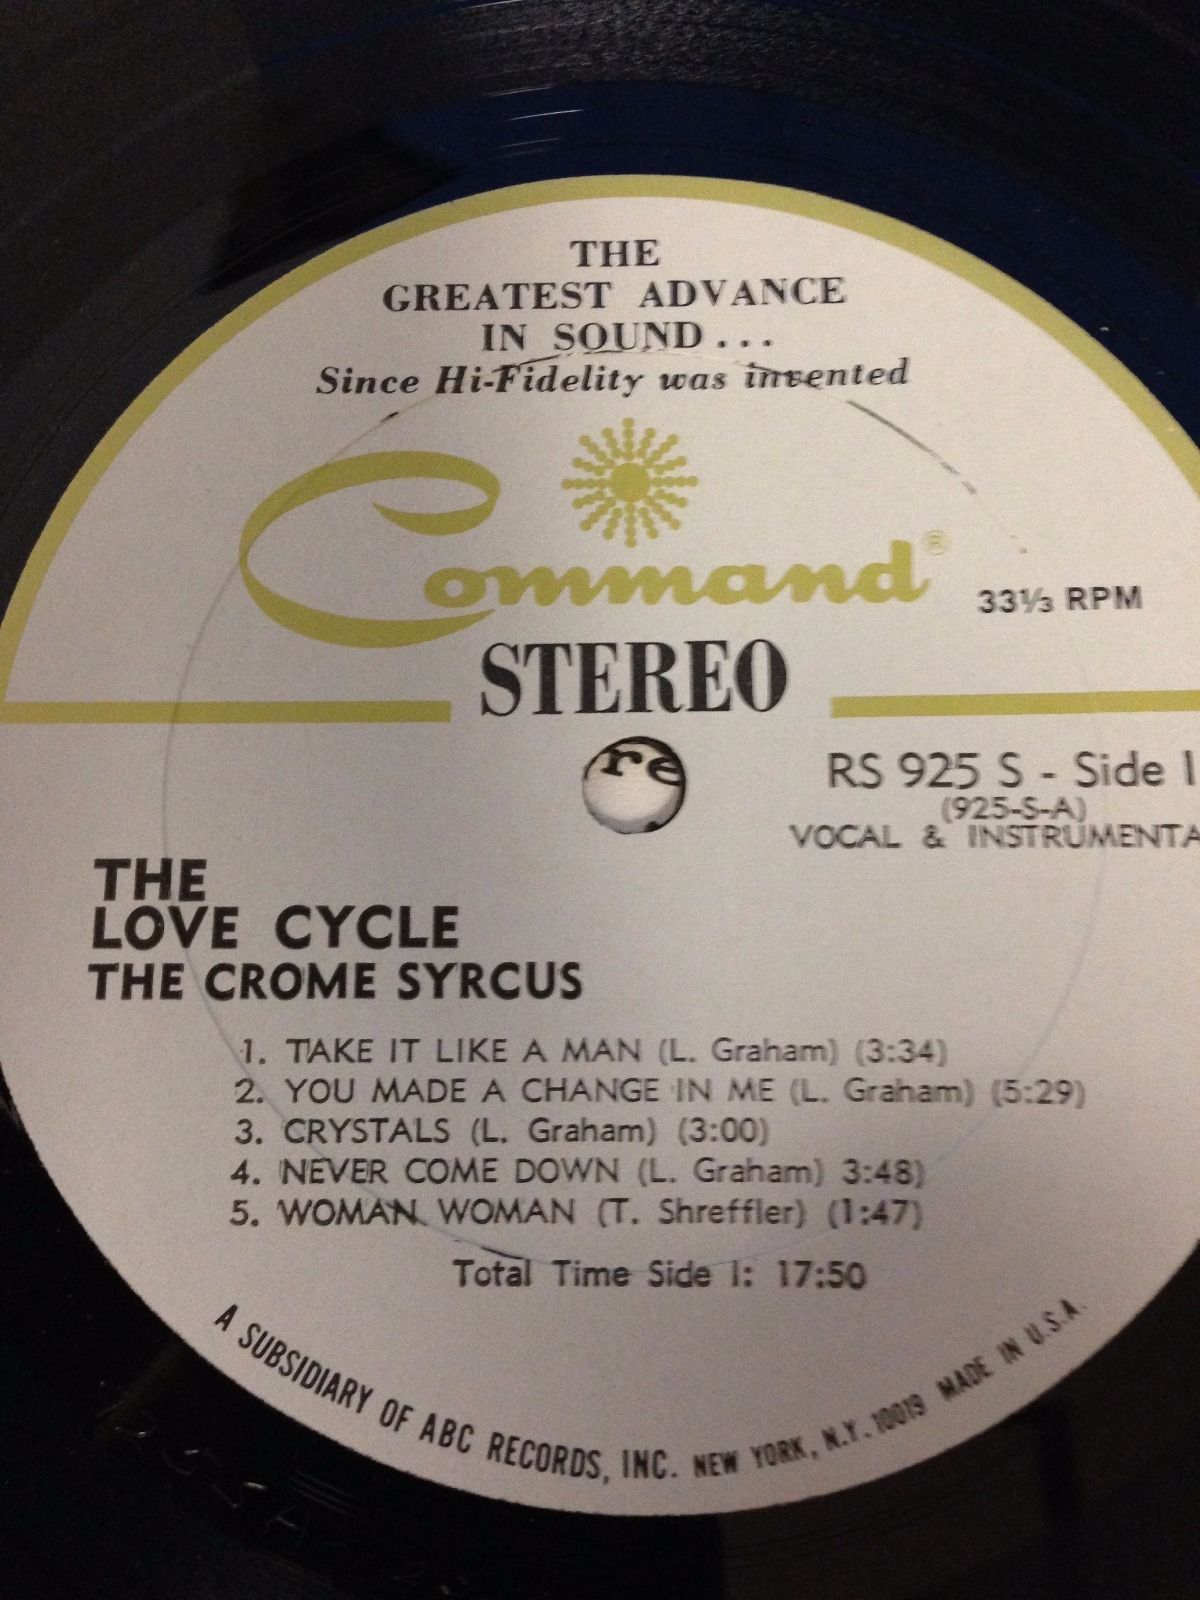 THE
GREATEST ADVANCE
IN SOUND...
Since Hi-Fidelity was invented
Command®
33⅓ RPM
STEREO
re
RS 925 S - Side 1
(925-S-A)
VOCAL & INSTRUMENTA
THE
LOVE CYCLE
THE CROME SYRCUS
1. TAKE IT LIKE A MAN (L. Graham) (3:34)
2. YOU MADE A CHANGE IN ME (L. Graham) (5:29)
3. CRYSTALS (L. Graham) (3:00)
4. NEVER COME DOWN (L. Graham) 3:48)
5. WOMAN WOMAN (T. Shreffler) (1:47)
Total Time Side 1: 17:50
A SUBSIDIARY OF ABC RECORDS, INC. NEW YORK, N.Y. 10019 MADE IN U.S.A.